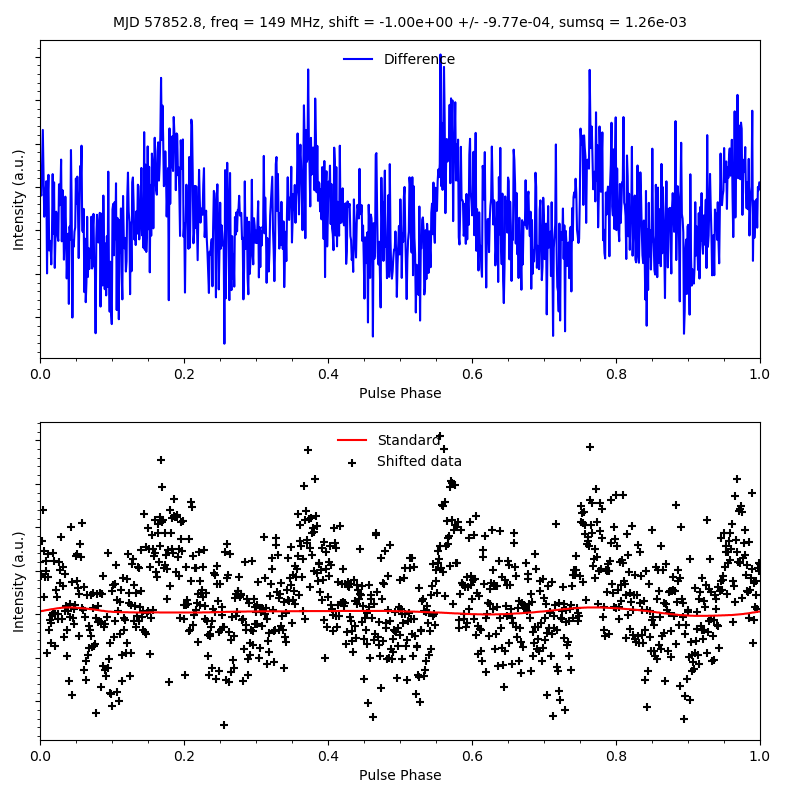 MJD 57852.8, freq = 149 MHz, shift = -1.00e+00 +/- -9.77e-04, sumsq = 1.26e-03
Difference
Intensity (a.u.)
0.0 0.2 0.4 0.6 0.8 1.0
Pulse Phase
Standard
Shifted data
Intensity (a.u.)
0.0 0.2 0.4 0.6 0.8 1.0
Pulse Phase